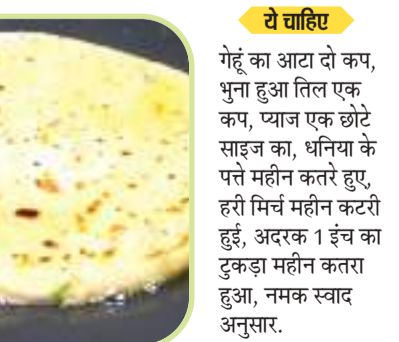 ये चाहिए
गेहूं का आटा दो कप,
भुना हुआ तिल एक
कप, प्याज एक छोटे
साइज का, धनिया के
पत्ते महीन कतरे हुए,
हरी मिर्च महीन कटरी
हुई, अदरक 1 इंच का
टुकड़ा महीन कतरा
हुआ, नमक स्वाद
अनुसार.